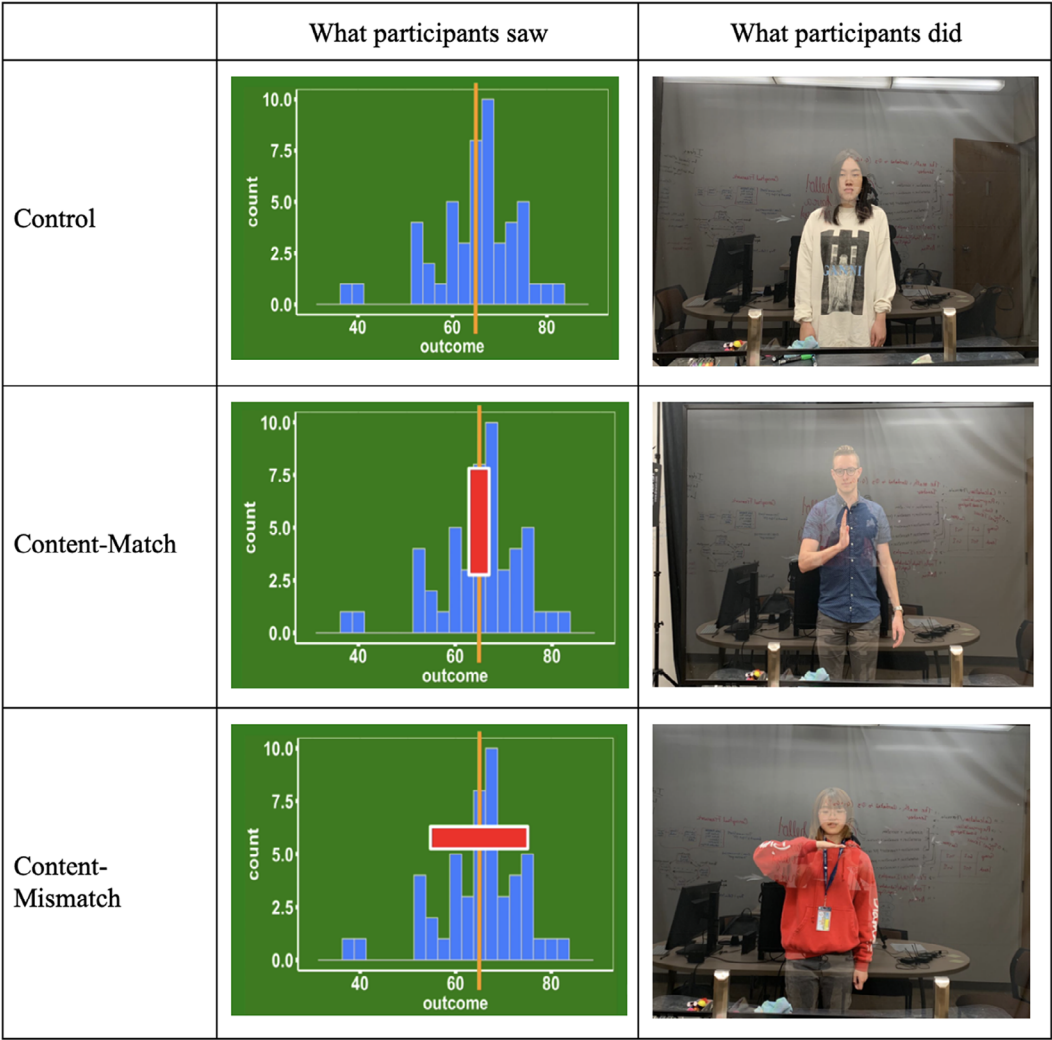 What participants saw
What participants did
Control
10.0
7.5
5.0
2.5
0.0
count
40 60 80
outcome
Content-Match
10.0
7.5
5.0
2.5
0.0
count
40 60 80
outcome
Content-
Mismatch
10.0
7.5
5.0
2.5
0.0
count
40 60 80
outcome